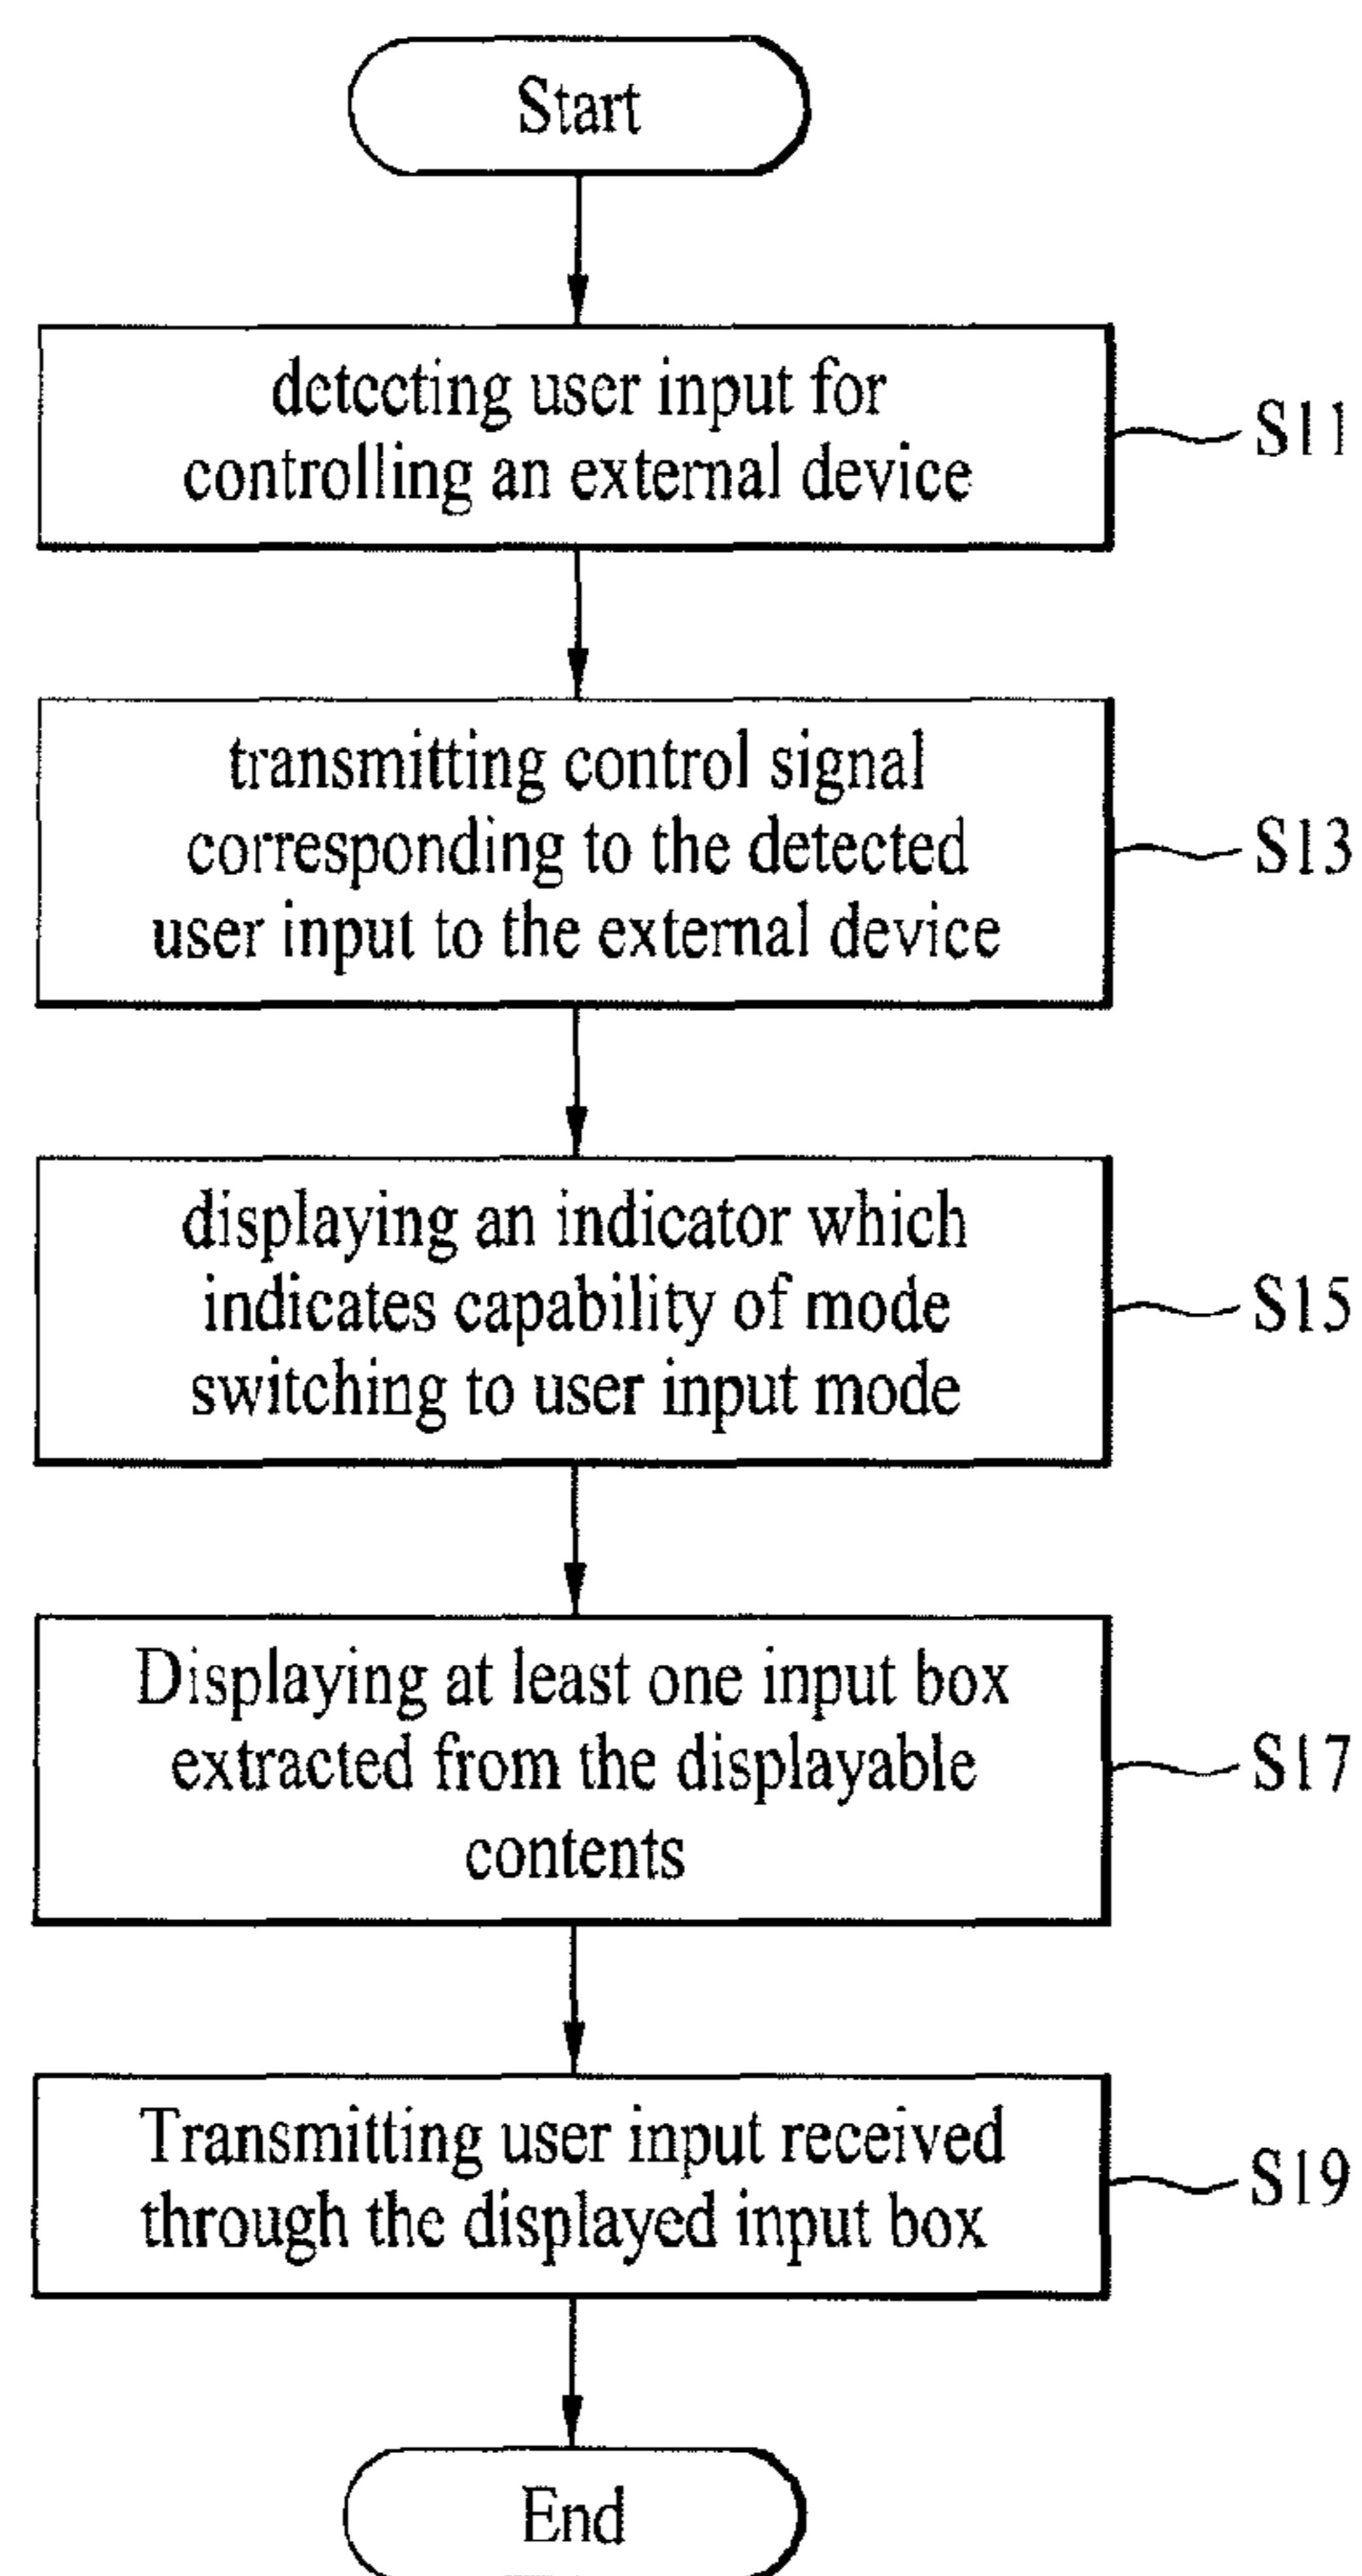 Start
detecting user input for
controlling an external device
S11
transmitting control signal
corresponding to the detected
user input to the external device
S13
displaying an indicator which
indicates capability of mode
switching to user input mode
S15
Displaying at least one input box
extracted from the displayable
contents
S17
Transmitting user input received
through the displayed input box
S19
End